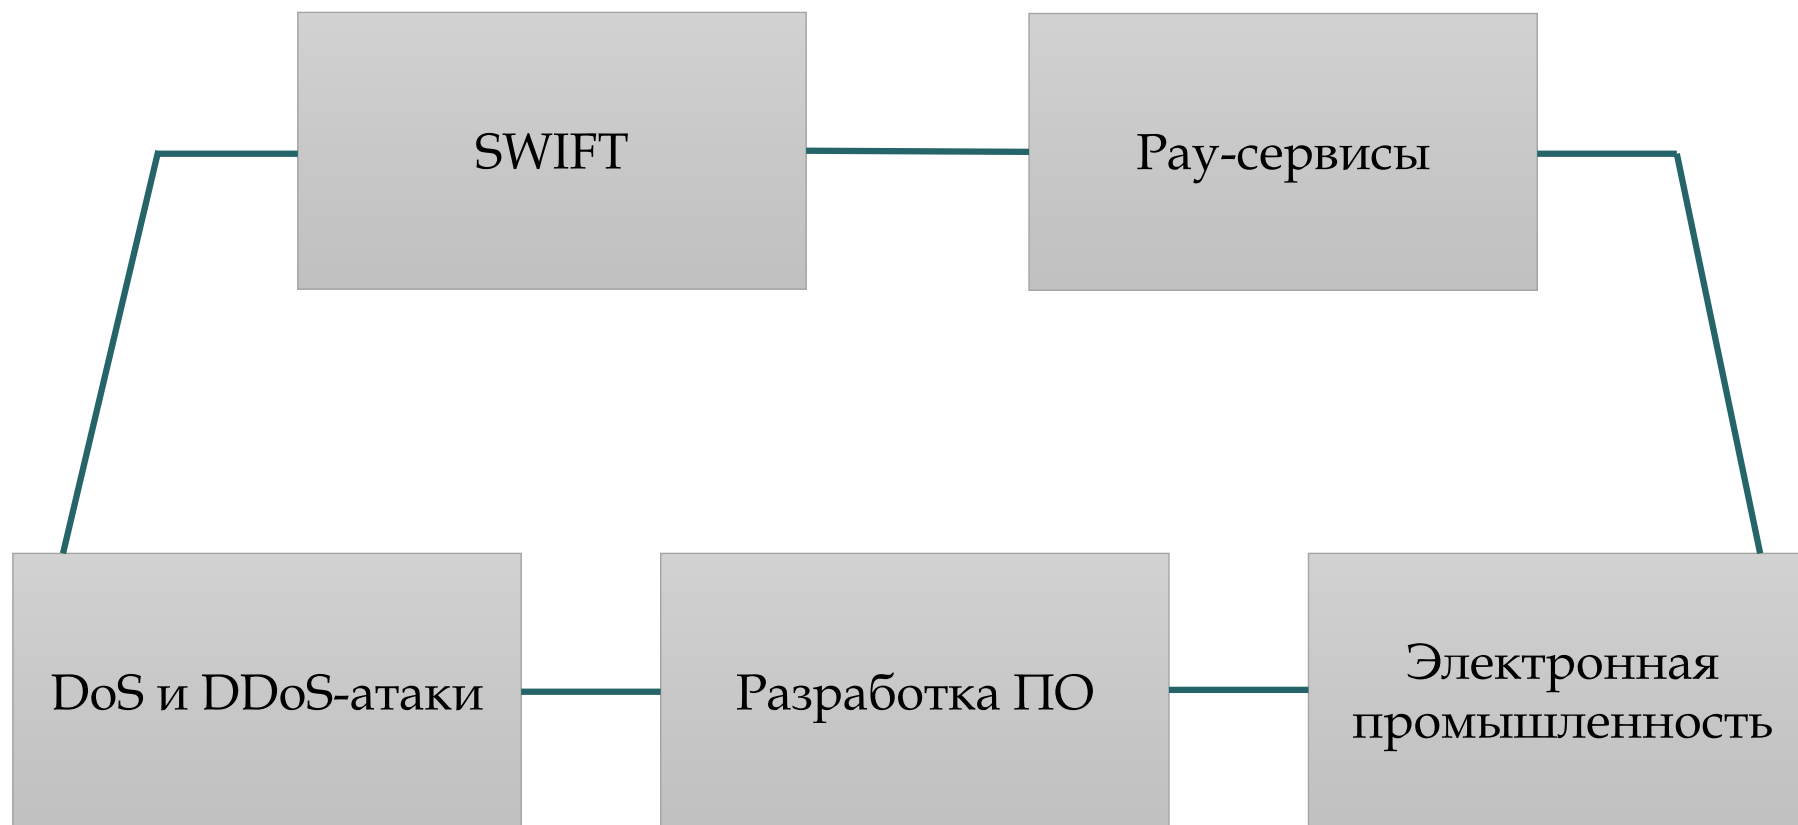 SWIFT
Pay-сервисы
DoS и DDoS-атаки
Разработка ПО
Электронная
промышленность